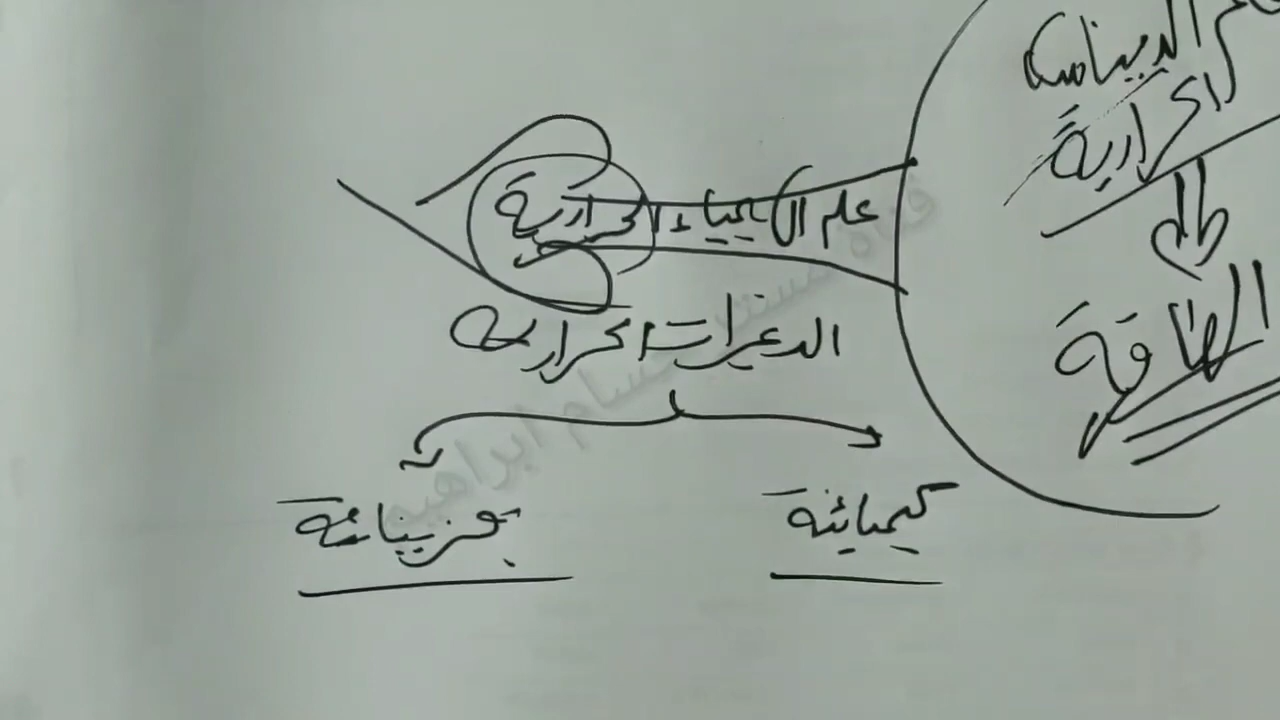 علم الديناميكا
الحرارية
الطاقة
علم الكيمياء الحرارية
التغيرات الحرارية
كيميائية
فيزيائية